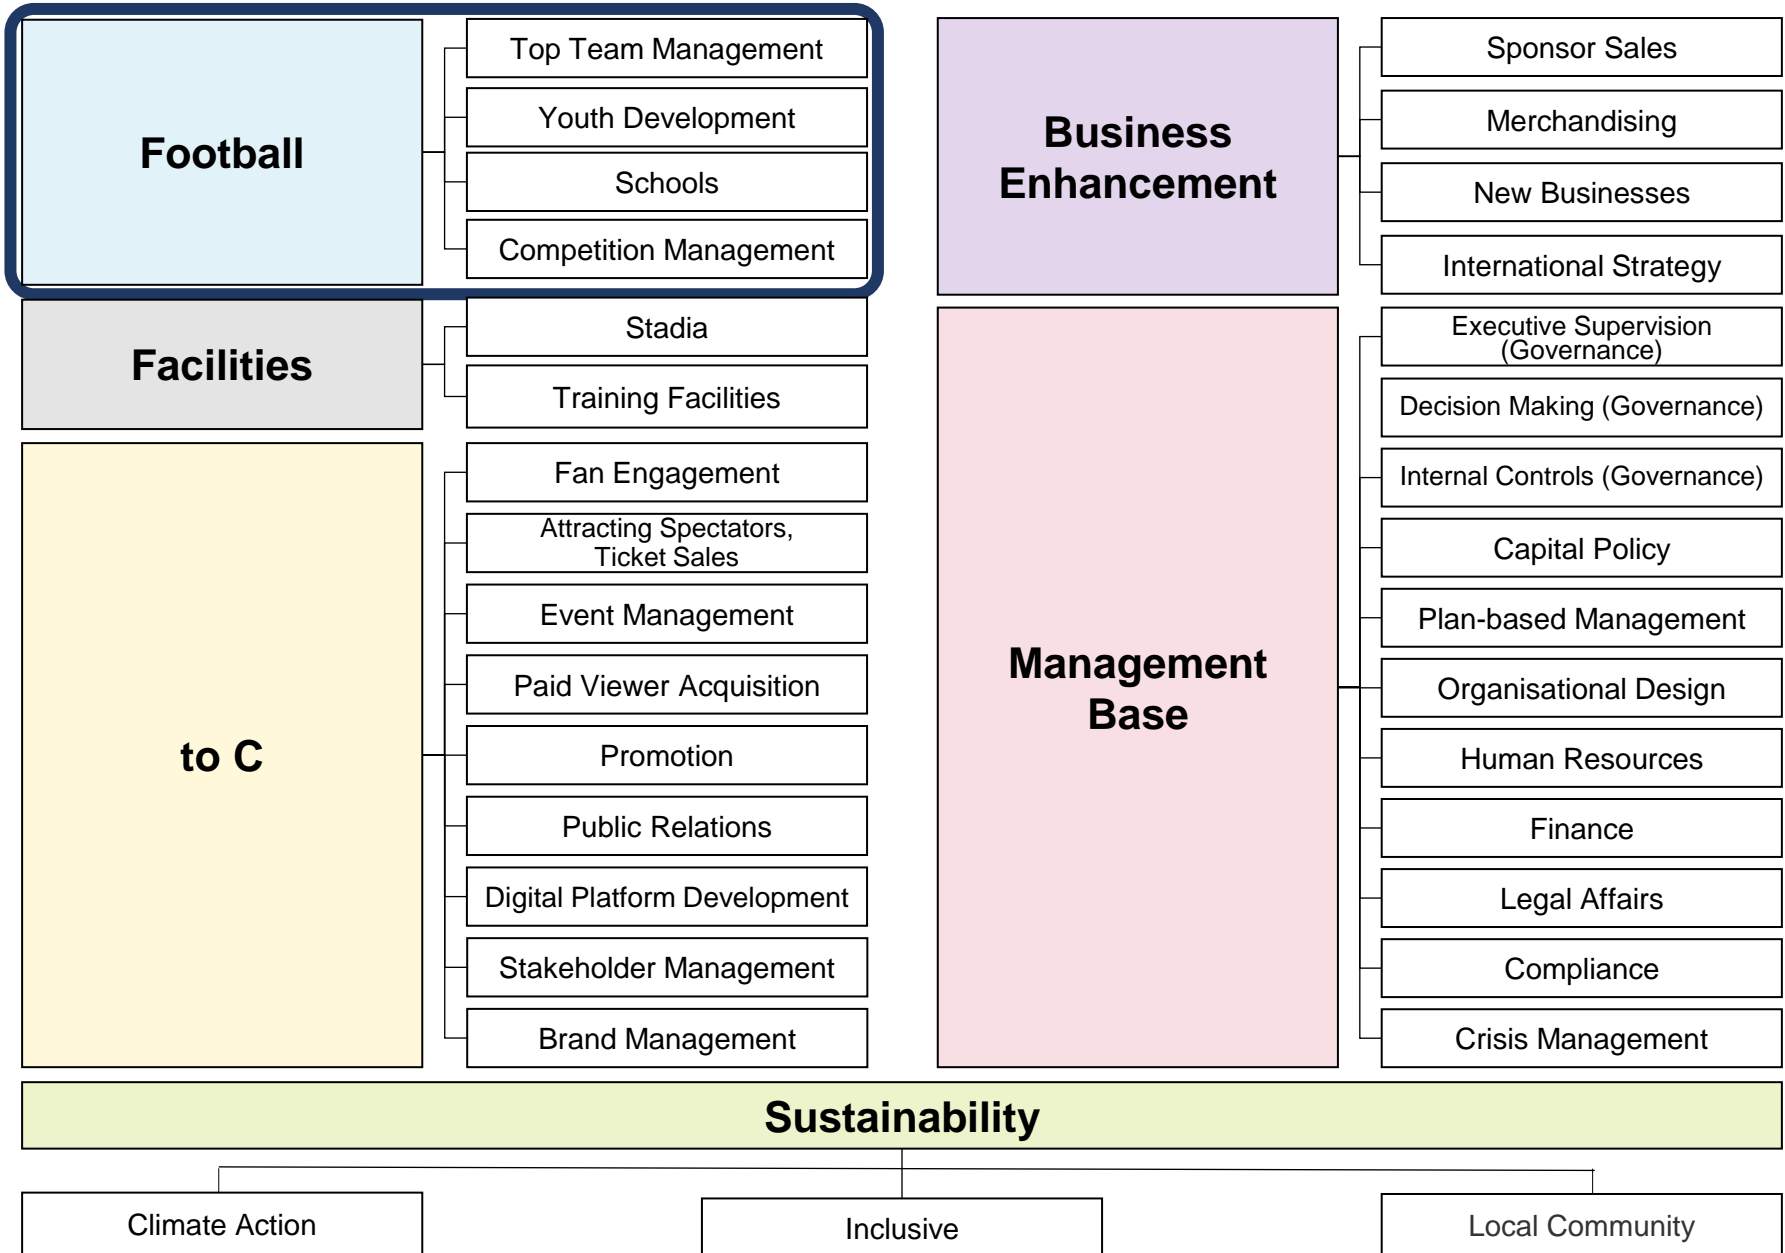 Football
Top Team Management
Youth Development
Schools
Competition Management
Facilities
Stadia
Training Facilities
to C
Fan Engagement
Attracting Spectators,
Ticket Sales
Event Management
Paid Viewer Acquisition
Promotion
Public Relations
Digital Platform Development
Stakeholder Management
Brand Management
Business
Enhancement
Sponsor Sales
Merchandising
New Businesses
International Strategy
Management
Base
Executive Supervision
(Governance)
Decision Making (Governance)
Internal Controls (Governance)
Capital Policy
Plan-based Management
Organisational Design
Human Resources
Finance
Legal Affairs
Compliance
Crisis Management
Sustainability
Climate Action
Inclusive
Local Community